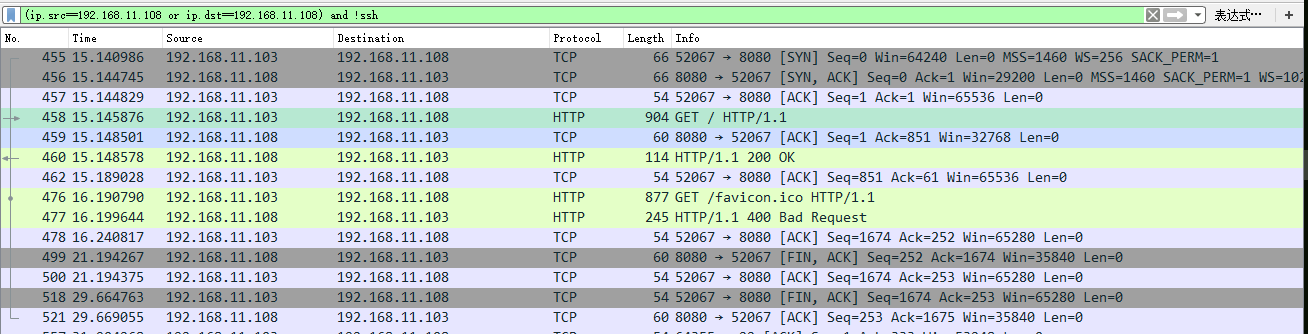 (ip.src==192.168.11.108 or ip.dst==192.168.11.108) and !ssh 表达式… +
No. Time Source Destination Protocol Length Info
455 15.140986 192.168.11.103 192.168.11.108 TCP 66 52067 → 8080 [SYN] Seq=0 Win=64240 Len=0 MSS=1460 WS=256 SACK_PERM=1
456 15.144745 192.168.11.108 192.168.11.103 TCP 66 8080 → 52067 [SYN, ACK] Seq=0 Ack=1 Win=29200 Len=0 MSS=1460 SACK_PERM=1 WS=102
457 15.144829 192.168.11.103 192.168.11.108 TCP 54 52067 → 8080 [ACK] Seq=1 Ack=1 Win=65536 Len=0
458 15.145876 192.168.11.103 192.168.11.108 HTTP 904 GET / HTTP/1.1
459 15.148501 192.168.11.108 192.168.11.103 TCP 60 8080 → 52067 [ACK] Seq=1 Ack=851 Win=32768 Len=0
460 15.148578 192.168.11.108 192.168.11.103 HTTP 114 HTTP/1.1 200 OK
462 15.189028 192.168.11.103 192.168.11.108 TCP 54 52067 → 8080 [ACK] Seq=851 Ack=61 Win=65536 Len=0
476 16.190790 192.168.11.103 192.168.11.108 HTTP 877 GET /favicon.ico HTTP/1.1
477 16.199644 192.168.11.108 192.168.11.103 HTTP 245 HTTP/1.1 400 Bad Request
478 16.240817 192.168.11.103 192.168.11.108 TCP 54 52067 → 8080 [ACK] Seq=1674 Ack=252 Win=65280 Len=0
499 21.194267 192.168.11.108 192.168.11.103 TCP 60 8080 → 52067 [FIN, ACK] Seq=252 Ack=1674 Win=35840 Len=0
500 21.194375 192.168.11.103 192.168.11.108 TCP 54 52067 → 8080 [ACK] Seq=1674 Ack=253 Win=65280 Len=0
518 29.664763 192.168.11.103 192.168.11.108 TCP 54 52067 → 8080 [FIN, ACK] Seq=1674 Ack=253 Win=65280 Len=0
521 29.669055 192.168.11.108 192.168.11.103 TCP 60 8080 → 52067 [ACK] Seq=253 Ack=1675 Win=35840 Len=0